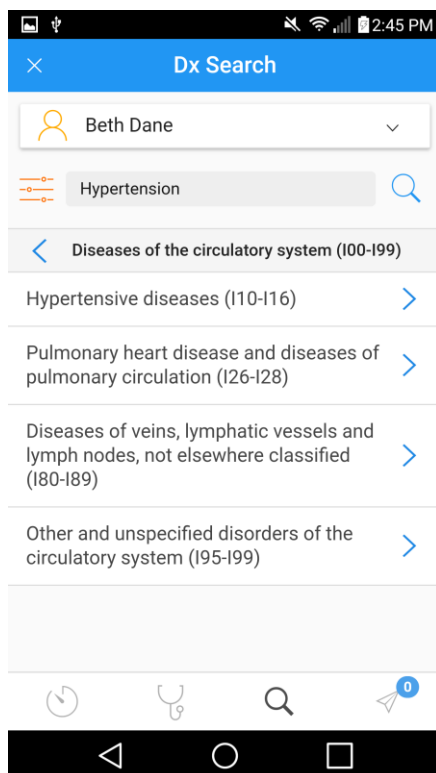 2:45 PM
Dx Search
Beth Dane
Hypertension
Diseases of the circulatory system (I00-I99)
Hypertensive diseases (I10-I16)
Pulmonary heart disease and diseases of
pulmonary circulation (I26-I28)
Diseases of veins, lymphatic vessels and
lymph nodes, not elsewhere classified
(I80-I89)
Other and unspecified disorders of the
circulatory system (I95-I99)
0